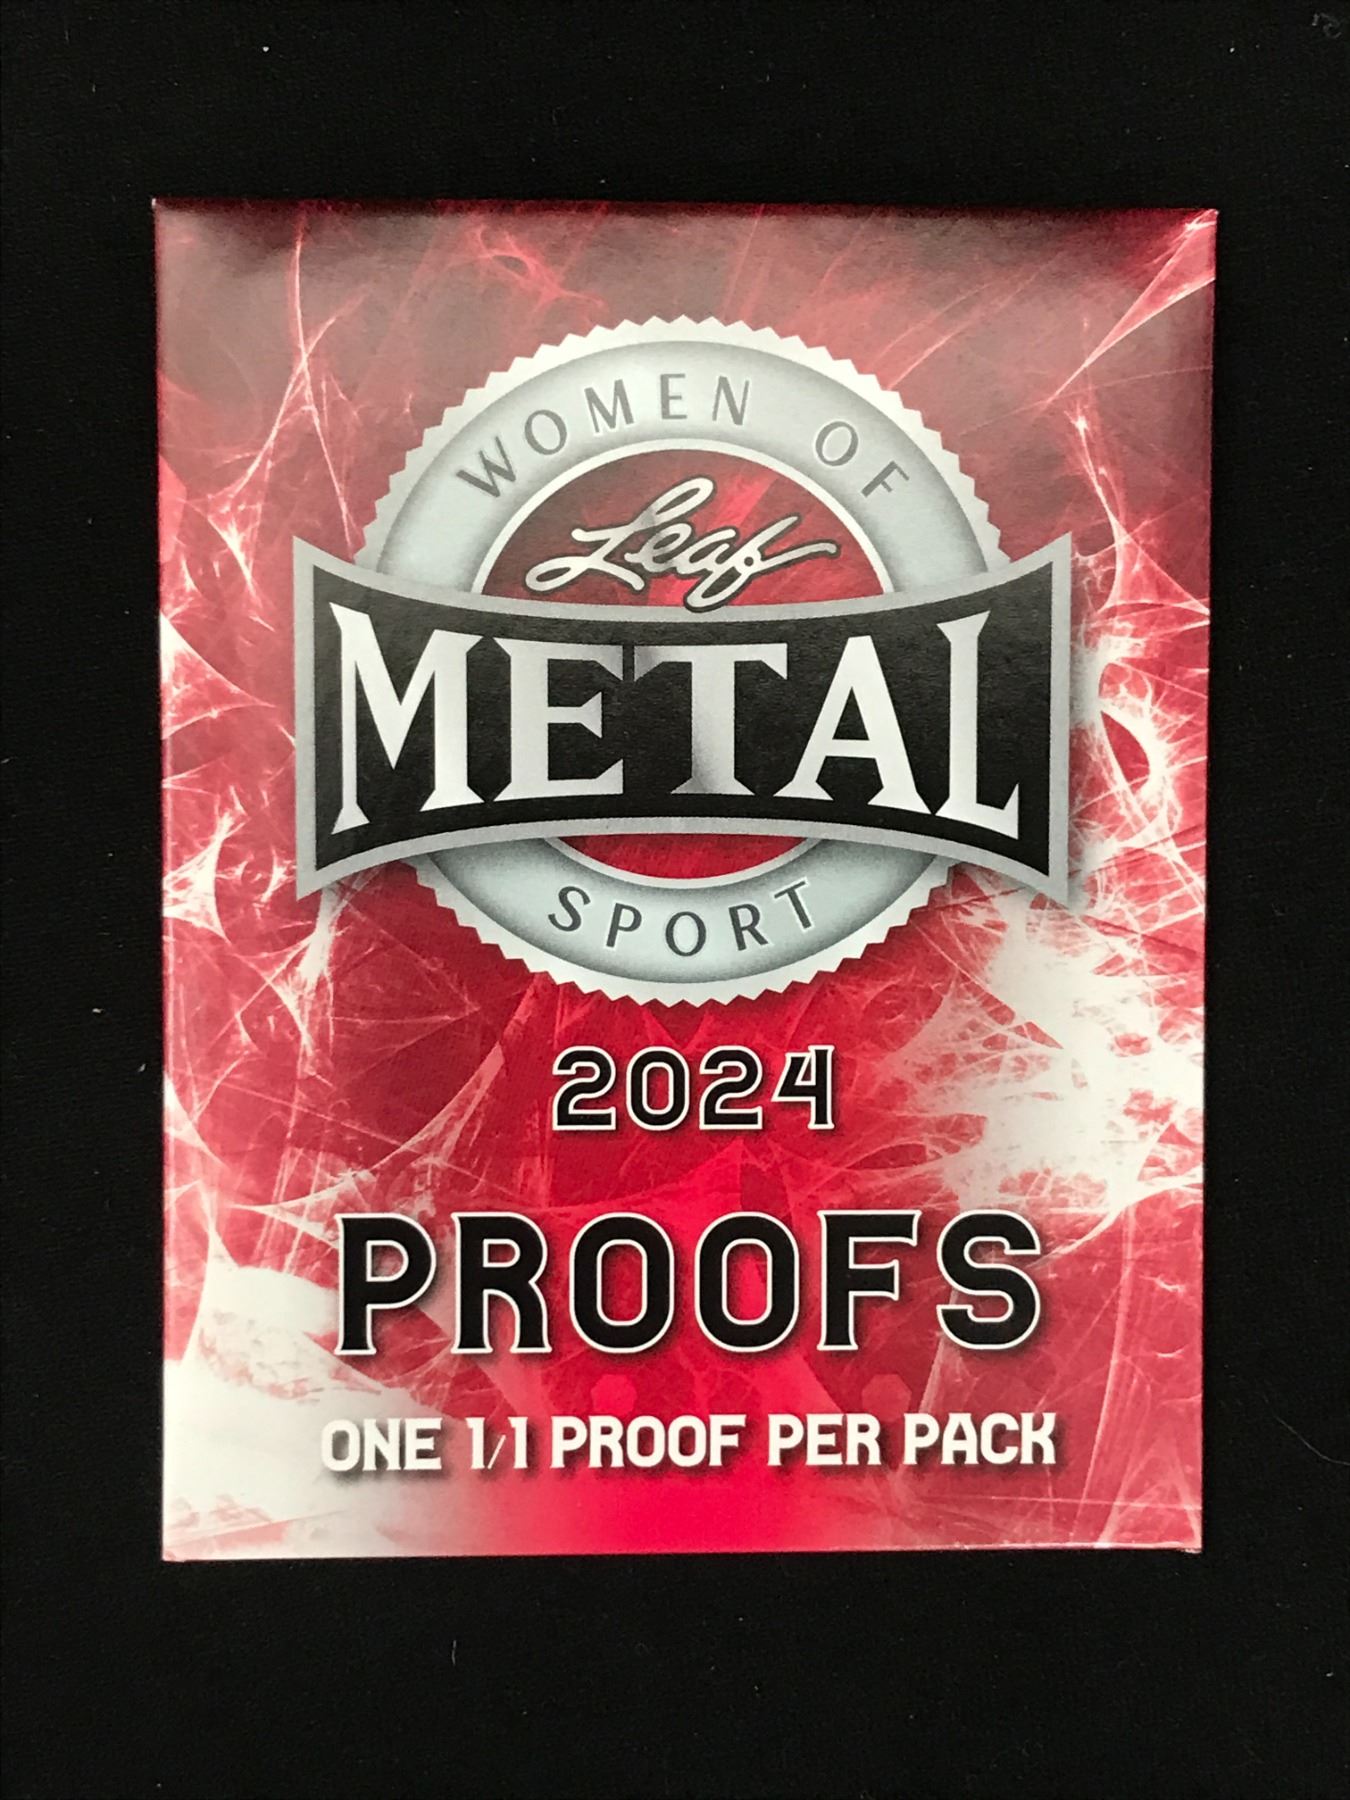 WOMEN OF
Leaf
METAL
SPORT
2024
PROOFS
ONE 1/1 PROOF PER PACK